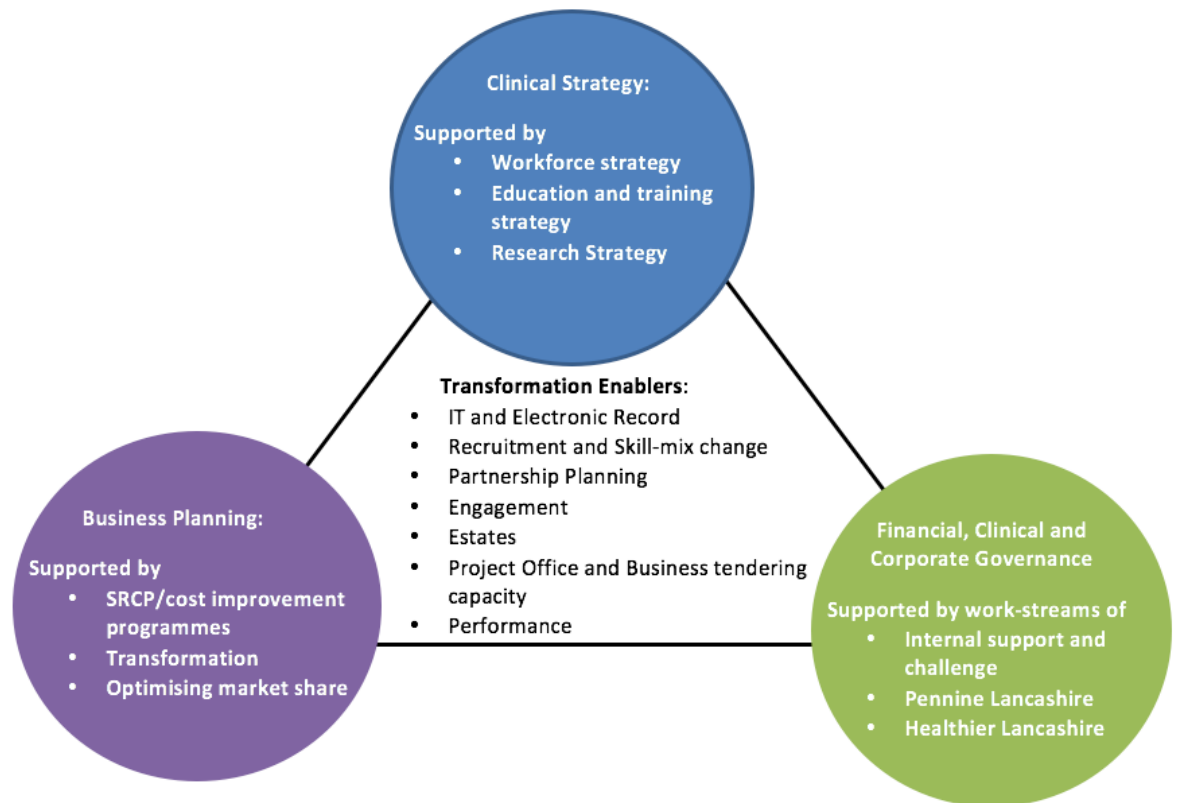 Clinical Strategy:
Supported by
• Workforce strategy
• Education and training
strategy
• Research Strategy
Transformation Enablers:
• IT and Electronic Record
• Recruitment and Skill-mix change
• Partnership Planning
• Engagement
• Estates
• Project Office and Business tendering
capacity
• Performance
Business Planning:
Supported by
• SRCP/cost improvement
programmes
• Transformation
• Optimising market share
Financial, Clinical and
Corporate Governance
Supported by work-streams of
• Internal support and
challenge
• Pennine Lancashire
• Healthier Lancashire